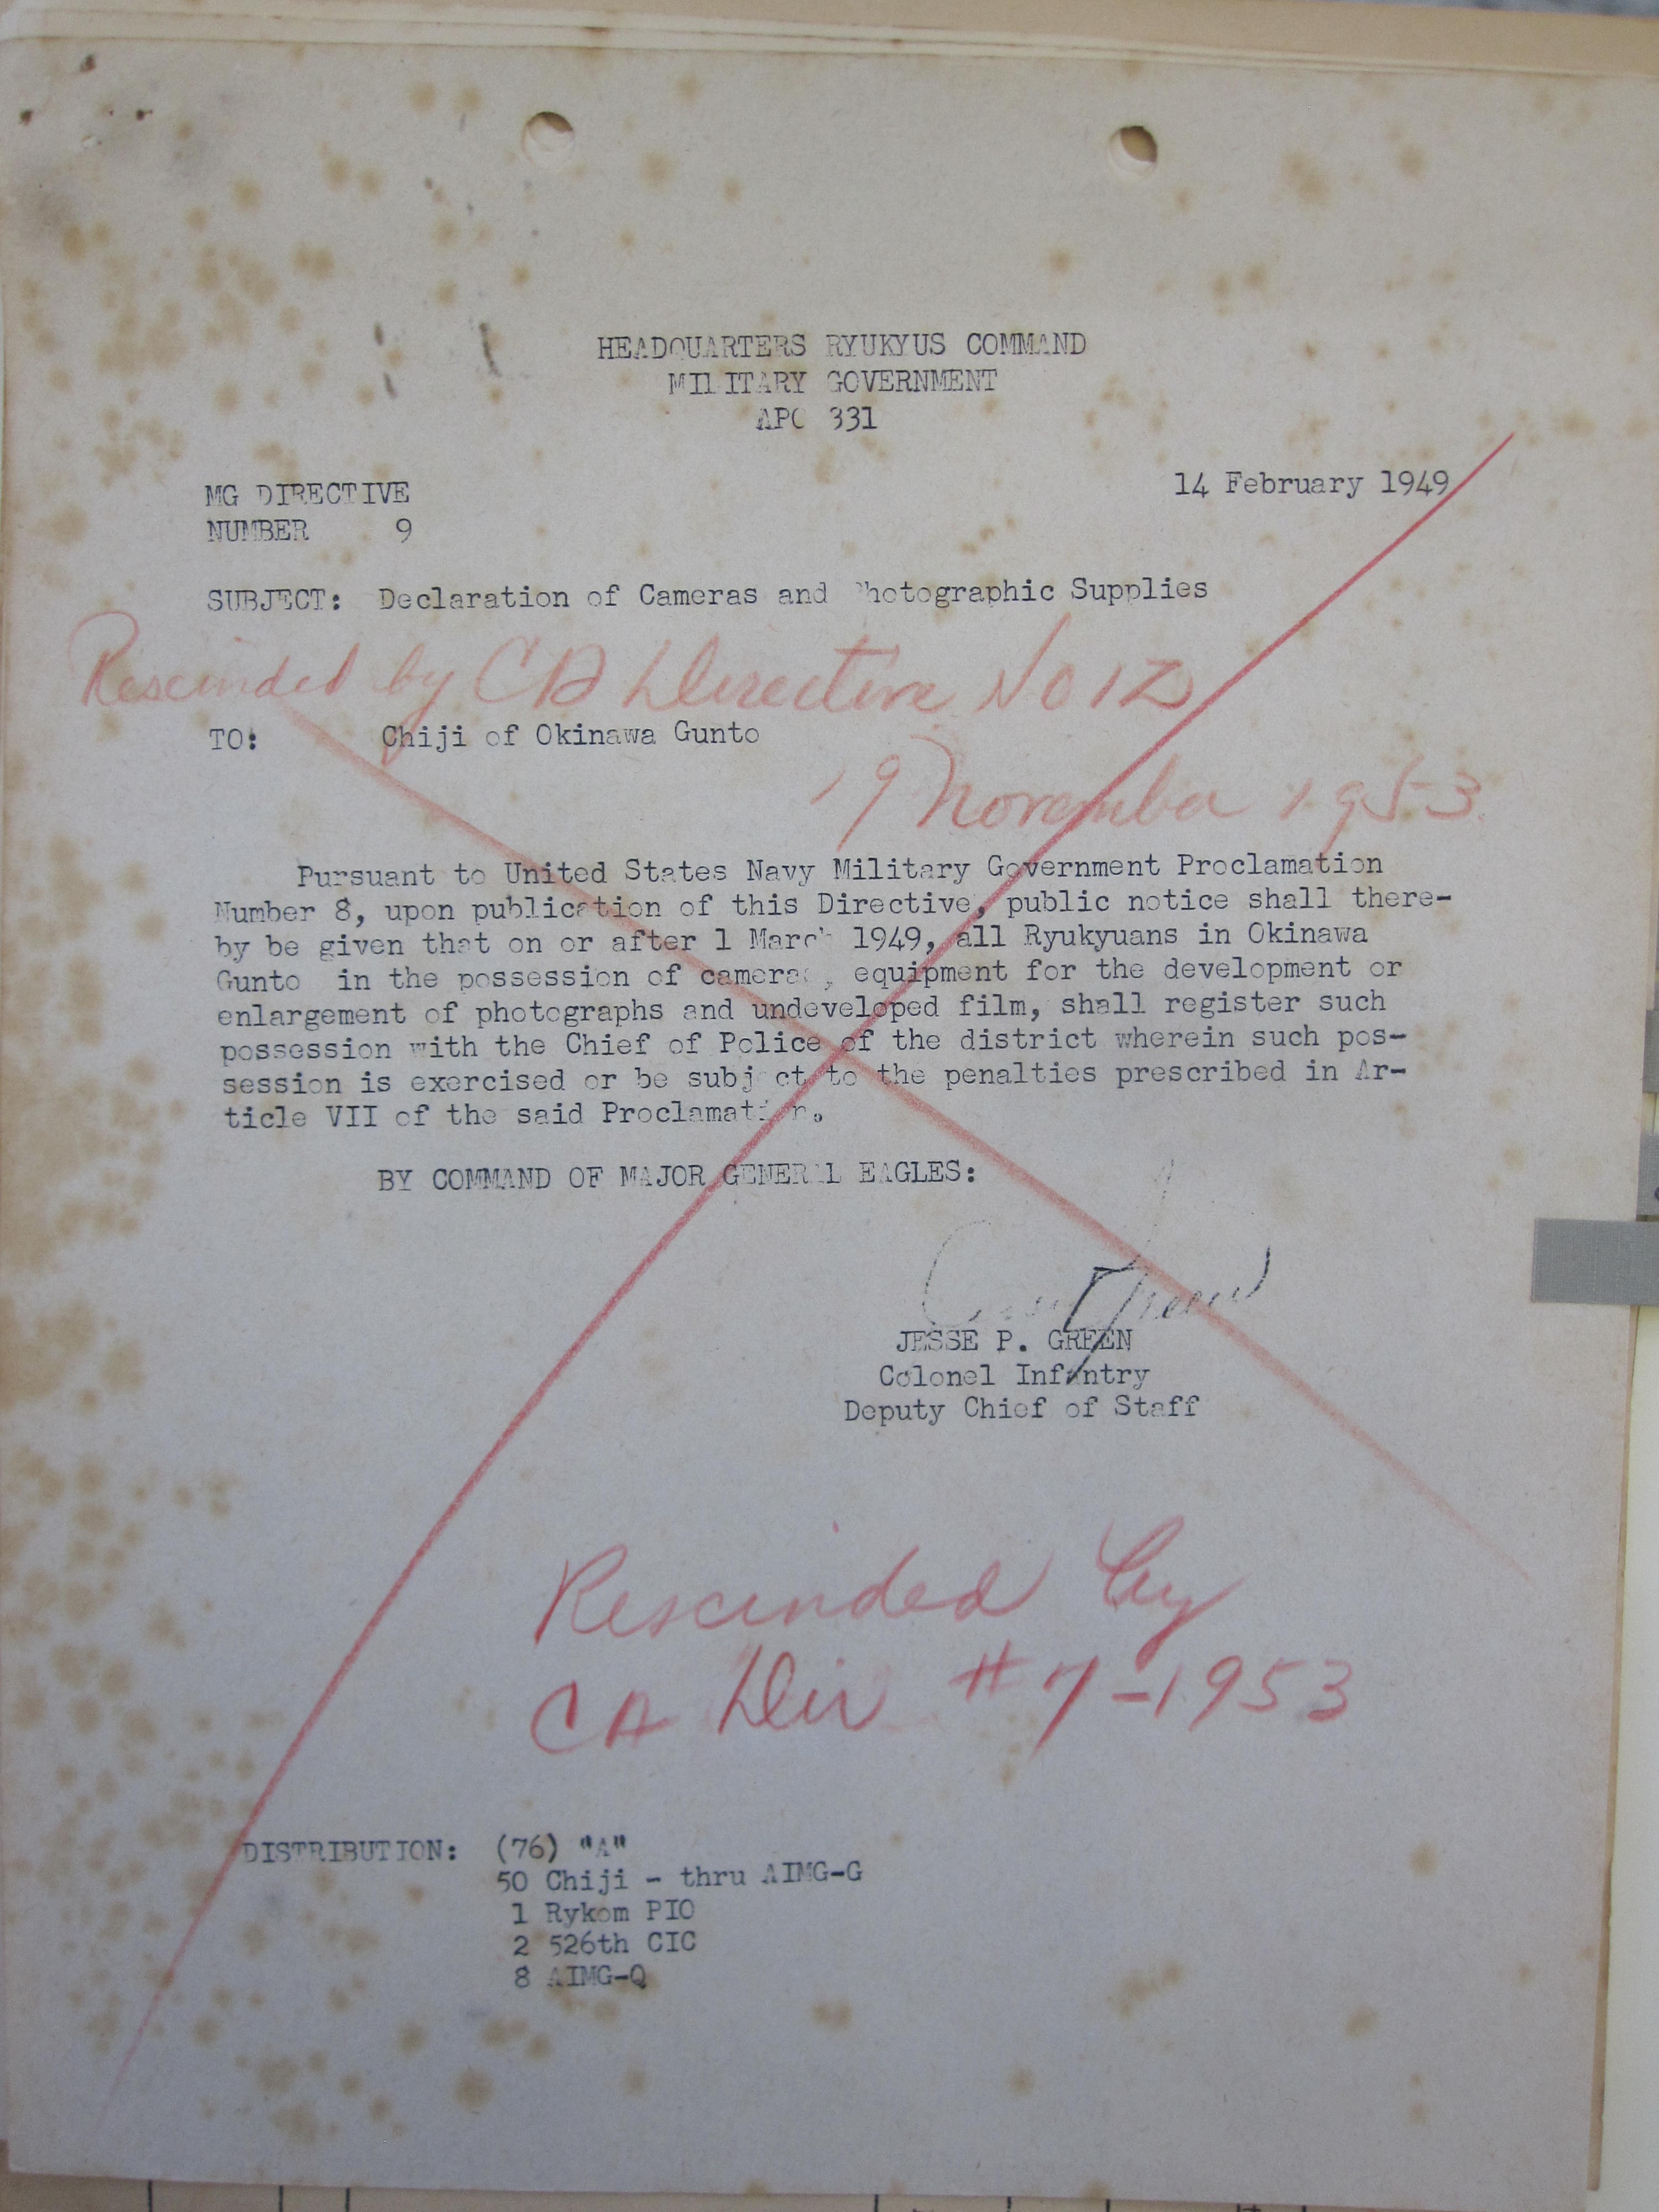 HEADQUARTERS RYUKYUS COMMAND
MILITARY GOVERNMENT
APO 331
14 February 1949
MG DIRECTIVE
NUMBER 9
SUBJECT: Declaration of Cameras and Photographic Supplies
Rescinded by CA Directive No 12
TO: Chiji of Okinawa Gunto
19 November 1953
Pursuant to United States Navy Military Government Proclamation
Number 8, upon publication of this Directive, public notice shall there-
by be given that on or after 1 March 1949, all Ryukyuans in Okinawa
Gunto in the possession of cameras, equipment for the development or
enlargement of photographs and undeveloped film, shall register such
possession with the Chief of Police of the district wherein such pos-
session is exercised or be subject to the penalties prescribed in Ar-
ticle VII of the said Proclamation.
BY COMMAND OF MAJOR GENERAL EAGLES:
JESSE P. GREEN
Colonel Infantry
Deputy Chief of Staff
Rescinded by
CA Dir #7-1953
DISTRIBUTION: (76) "A"
50 Chiji - thru AIMG-G
1 Rykom PIO
2 526th CIC
8 AIMG-Q